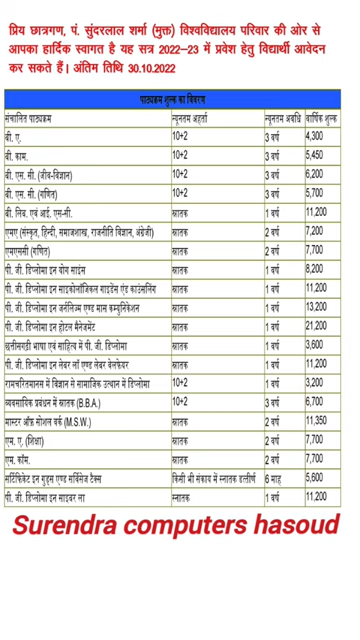 प्रिय छात्रगण, पं. सुंदरलाल शर्मा (मुक्त) विश्वविद्यालय परिवार की ओर से
आपका हार्दिक स्वागत है यह सत्र 2022–23 में प्रवेश हेतु विद्यार्थी आवेदन
कर सकते हैं। अंतिम तिथि 30.10.2022
पाठ्यक्रम शुल्क का विवरण
संचालित पाठ्यक्रम न्यूनतम अहर्ता न्यूनतम अवधि वार्षिक शुल्क
बी. ए. 10+2 3 वर्ष 4,300
बी. काम. 10+2 3 वर्ष 5,450
बी. एस. सी. (जीव-विज्ञान) 10+2 3 वर्ष 6,200
बी. एस. सी. (गणित) 10+2 3 वर्ष 5,700
बी. लिब. एवं आई. एस-सी. स्नातक 1 वर्ष 11,200
एमए (संस्कृत, हिन्दी, समाजशास्त्र, राजनीति विज्ञान, अंग्रेजी) स्नातक 2 वर्ष 7,200
एमएससी (गणित) स्नातक 2 वर्ष 7,700
पी. जी. डिप्लोमा इन योग साइंस स्नातक 1 वर्ष 8,200
पी. जी. डिप्लोमा इन साइकोलॉजिकल गाइडेंस एंड काउंसलिंग स्नातक 1 वर्ष 11,200
पी. जी. डिप्लोमा इन जर्नलिज्म एण्ड मास कम्युनिकेशन स्नातक 1 वर्ष 13,200
पी. जी. डिप्लोमा इन होटल मैनेजमेंट स्नातक 1 वर्ष 21,200
छत्तीसगढ़ी भाषा एवं साहित्य में पी. जी. डिप्लोमा स्नातक 1 वर्ष 3,600
पी. जी. डिप्लोमा इन लेबर लॉ एण्ड लेबर वेलफेयर स्नातक 1 वर्ष 11,200
रामचरितमानस में विज्ञान से सामाजिक उत्थान में डिप्लोमा 10+2 1 वर्ष 3,200
व्यवसायिक प्रबंधन में स्नातक (B.B.A.) 10+2 3 वर्ष 6,700
मास्टर ऑफ़ सोशल वर्क (M.S.W.) स्नातक 2 वर्ष 11,350
एम. ए. (शिक्षा) स्नातक 2 वर्ष 7,700
एम. कॉम. स्नातक 2 वर्ष 7,700
सर्टिफिकेट इन गुड्स एण्ड सर्विसेज टैक्स किसी भी संकाय में स्नातक उत्तीर्ण 6 माह 5,600
पी. जी. डिप्लोमा इन साइबर ला स्नातक 1 वर्ष 11,200
Surendra computers hasoud